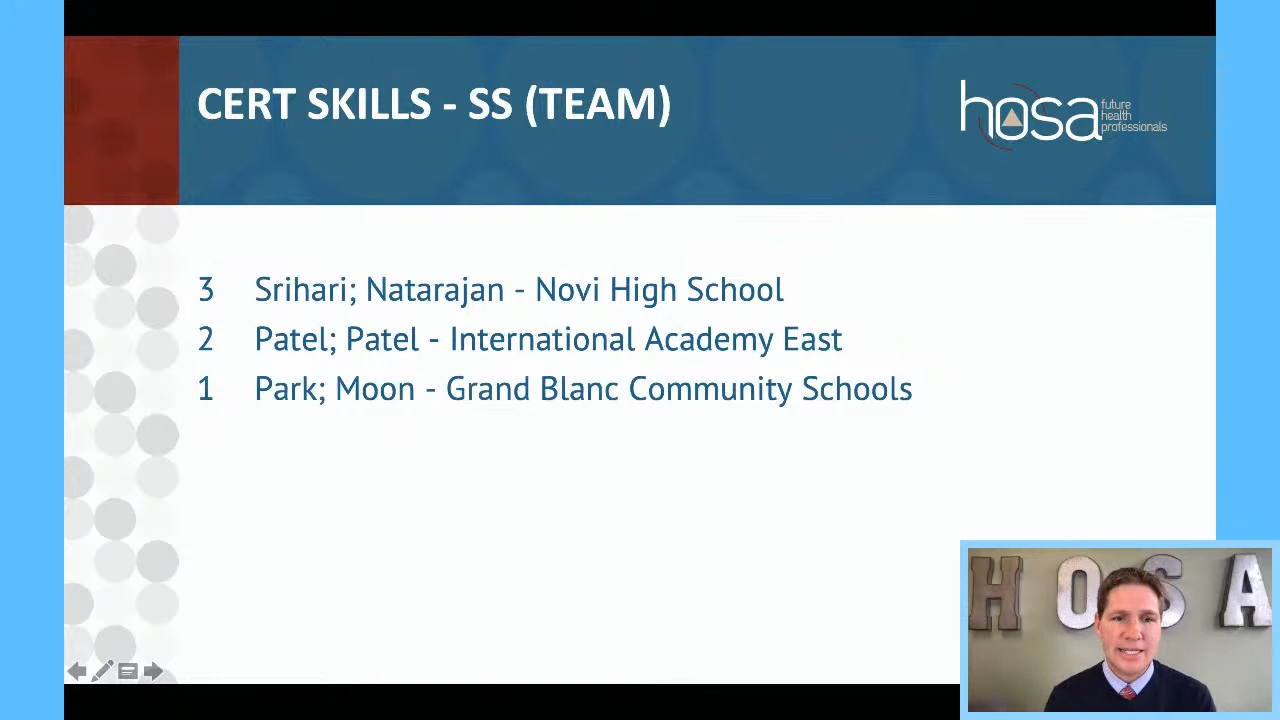 CERT SKILLS - SS (TEAM)
hosa
future
health
professionals
3 Srihari; Natarajan - Novi High School
2 Patel; Patel - International Academy East
1 Park; Moon - Grand Blanc Community Schools
HOSA